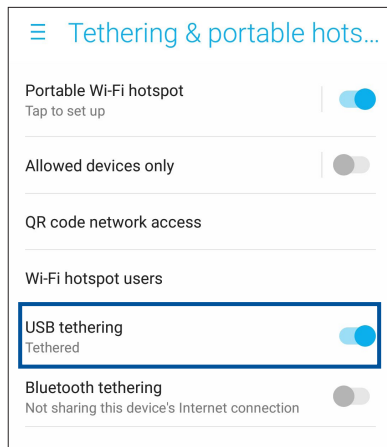 Tethering & portable hots...
Portable Wi-Fi hotspot
Tap to set up
Allowed devices only
QR code network access
Wi-Fi hotspot users
USB tethering
Tethered
Bluetooth tethering
Not sharing this device's Internet connection